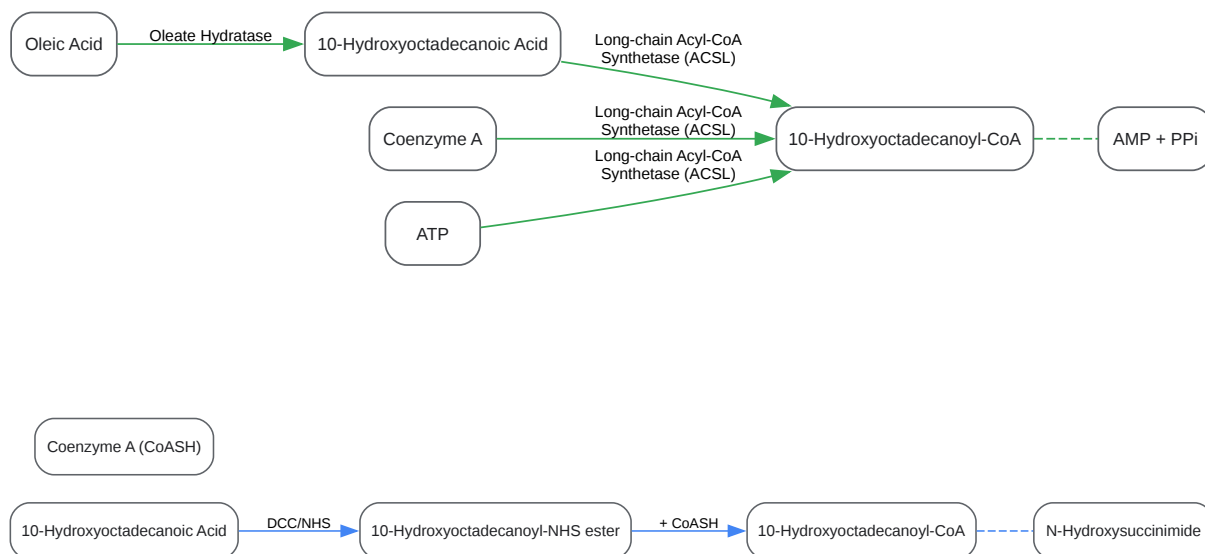 Oleic Acid
Oleate Hydratase
10-Hydroxyoctadecanoic Acid
Long-chain Acyl-CoA
Synthetase (ACSL)
Coenzyme A
Long-chain Acyl-CoA
Synthetase (ACSL)
10-Hydroxyoctadecanoyl-CoA
AMP + PPi
Long-chain Acyl-CoA
Synthetase (ACSL)
ATP
Coenzyme A (CoASH)
10-Hydroxyoctadecanoic Acid
DCC/NHS
10-Hydroxyoctadecanoyl-NHS ester
+ CoASH
10-Hydroxyoctadecanoyl-CoA
N-Hydroxysuccinimide